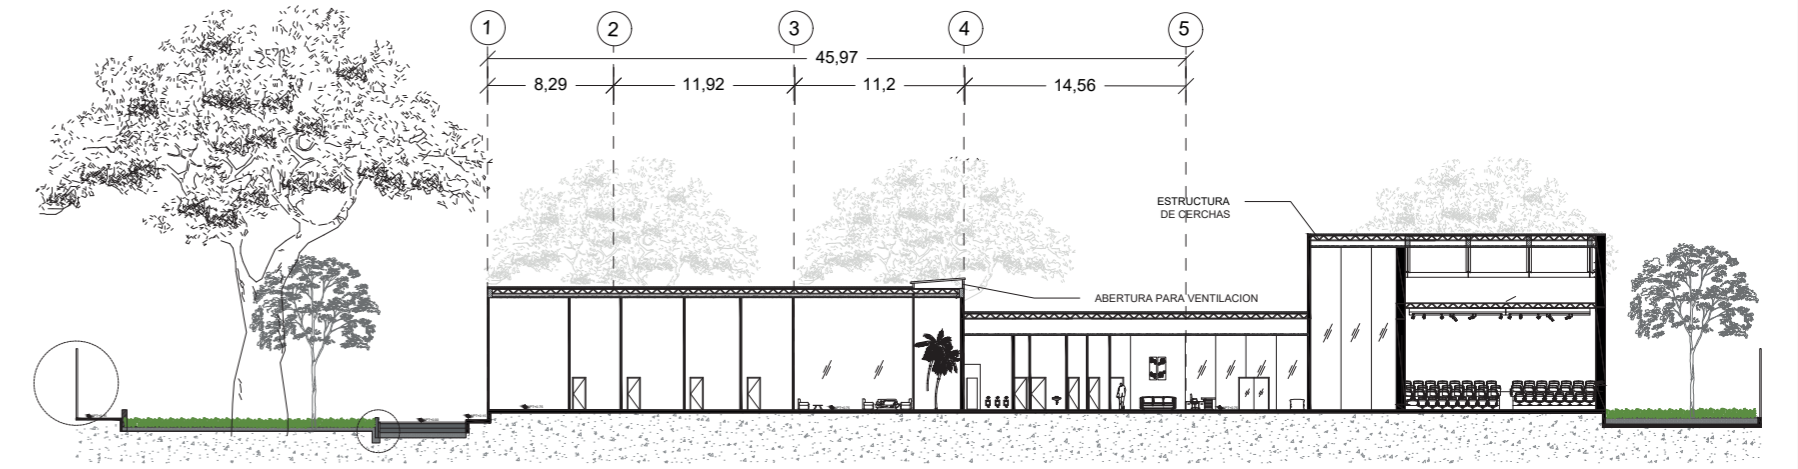 1 2 3 4 5
45,97
8,29 11,92 11,2 14,56
ESTRUCTURA
DE CERCHAS
ABERTURA PARA VENTILACION